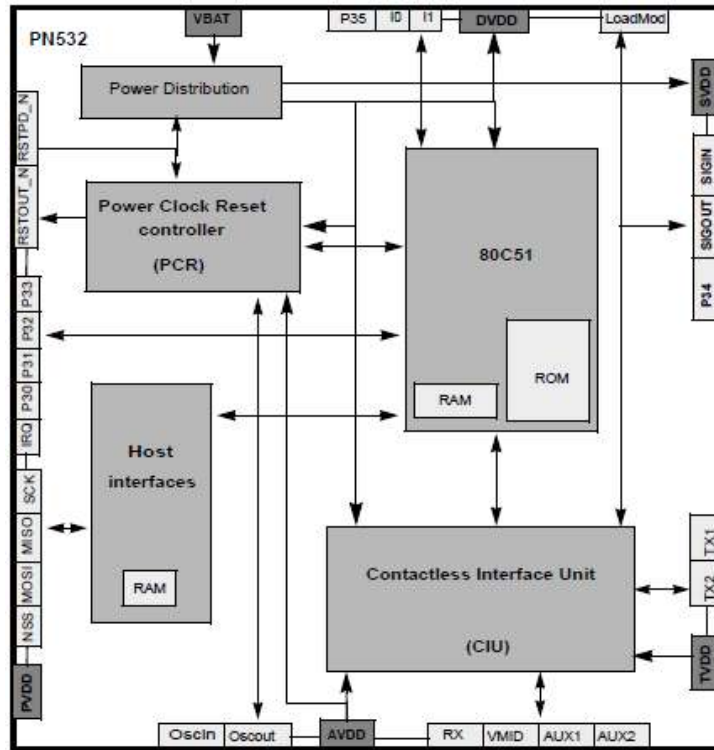 PN532
VBAT
P35
I0
I1
DVDD
LoadMod
Power Distribution
SVDD
RSTPD_N
RSTOUT_N
SIGIN
SIGOUT
P34
Power Clock Reset
controller
(PCR)
80C51
ROM
RAM
P33
P32
P31
P30
IRQ
SCK
MISO
MOSI
NSS
PVDD
Host
interfaces
RAM
Contactless Interface Unit
(CIU)
TX1
TX2
TVDD
OscIn
Oscout
AVDD
RX
VMID
AUX1
AUX2